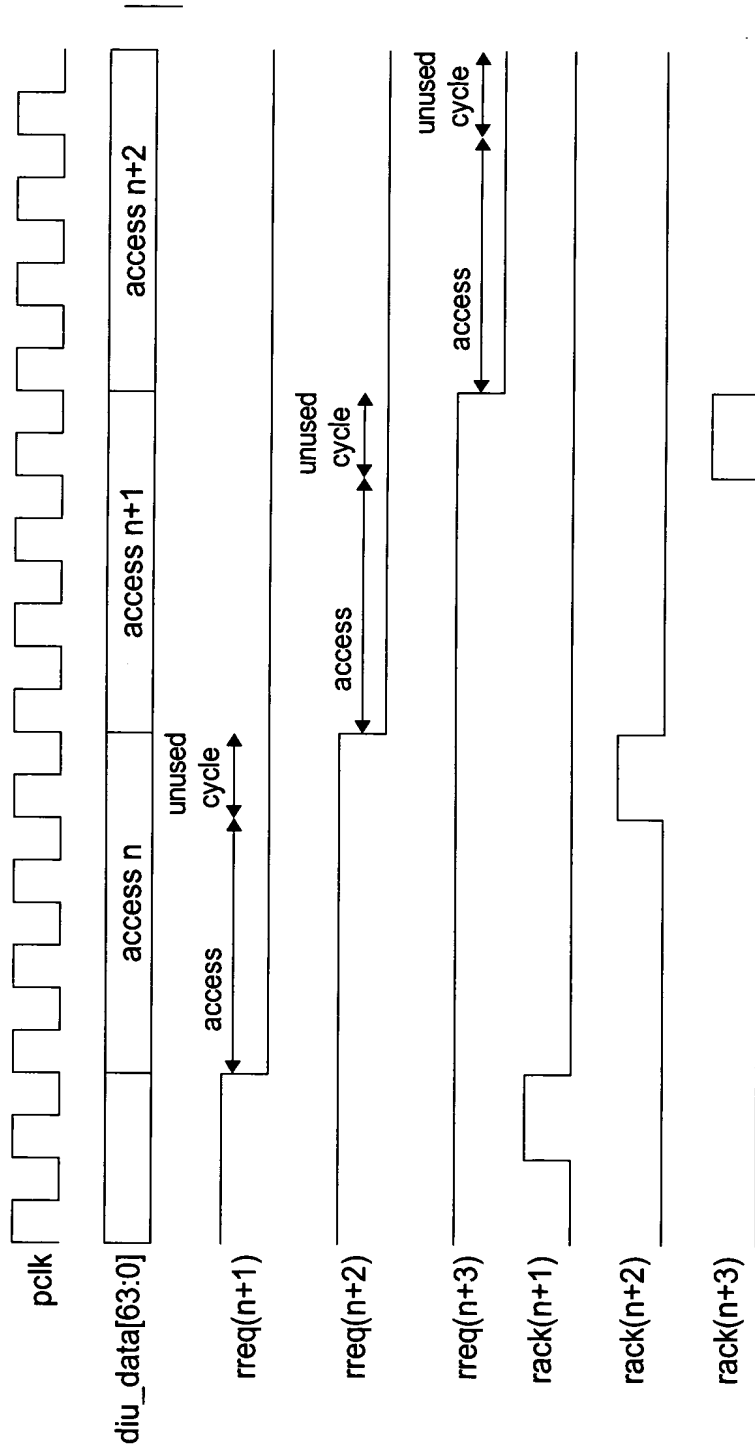 pclk
diu_data[63:0]
access n
access n+1
access n+2
rreq(n+1)
access
unused
cycle
rreq(n+2)
access
unused
cycle
rreq(n+3)
access
unused
cycle
rack(n+1)
rack(n+2)
rack(n+3)